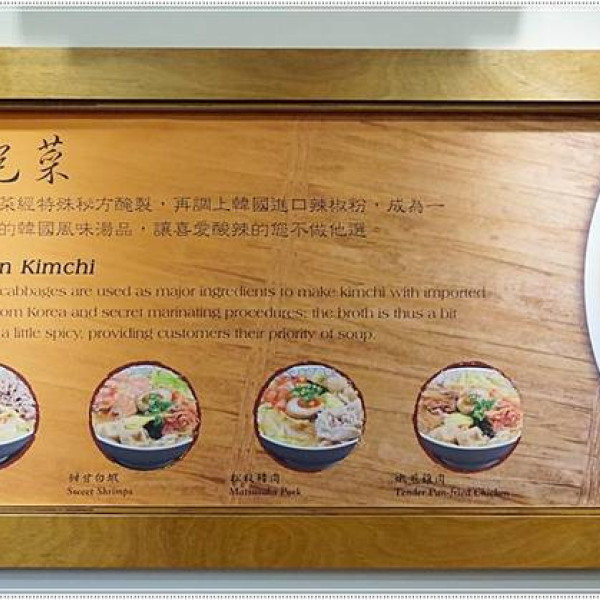 泡菜
菜經特殊秘方醃製，再調上韓國進口辣椒粉，成為一
的韓國風味湯品，讓喜愛酸辣的您不做他選。
n Kimchi
cabbages are used as major ingredients to make kimchi with imported
om Korea and secret marinating procedures; the broth is thus a bit
a little spicy, providing customers their priority of soup.
甜甘白蝦
Sweet Shrimps
松阪豬肉
Matsusaka Pork
嫩煎雞肉
Tender Pan-fried Chicken